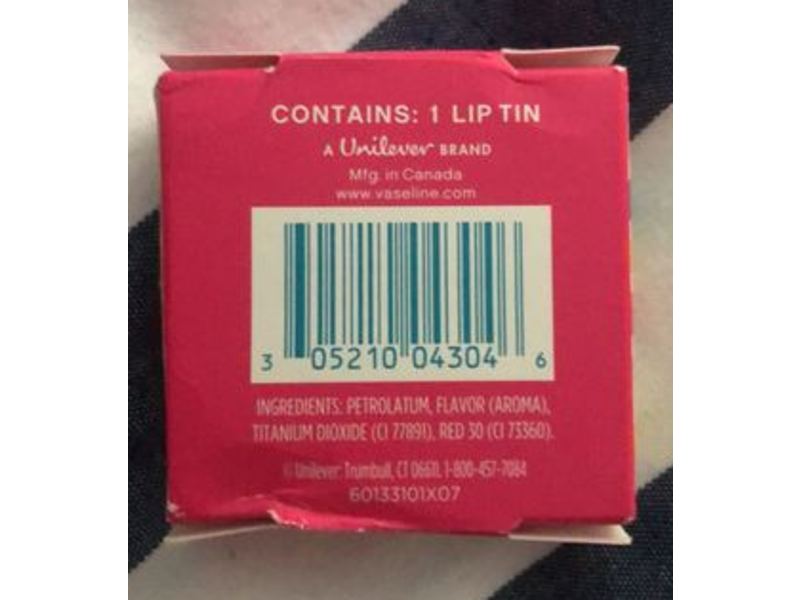 CONTAINS: 1 LIP TIN
A Unilever BRAND
Mfg. in Canada
www.vaseline.com
3 05210 04304 6
INGREDIENTS: PETROLATUM, FLAVOR (AROMA),
TITANIUM DIOXIDE (CI 77891), RED 30 (CI 73360).
© Unilever, Trumbull, CT 06611. 1-800-457-7084
60133101X07